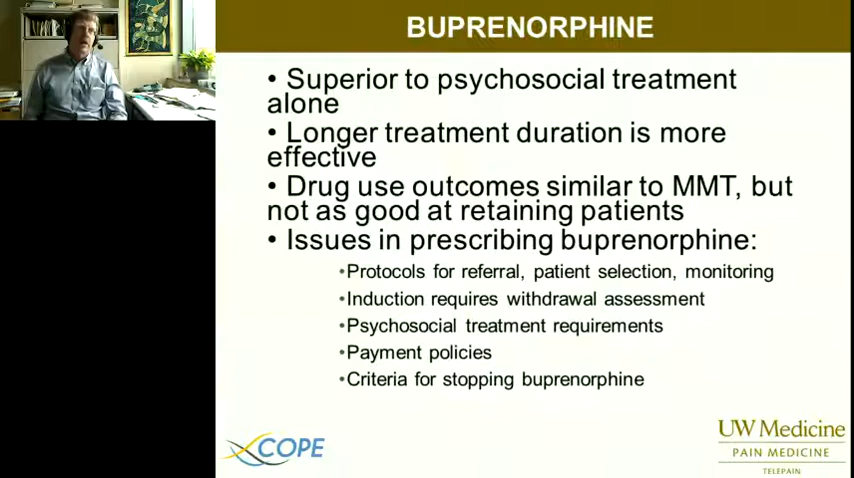 BUPRENORPHINE
• Superior to psychosocial treatment
alone
• Longer treatment duration is more
effective
• Drug use outcomes similar to MMT, but
not as good at retaining patients
• Issues in prescribing buprenorphine:
•Protocols for referral, patient selection, monitoring
•Induction requires withdrawal assessment
•Psychosocial treatment requirements
•Payment policies
•Criteria for stopping buprenorphine
COPE
UW Medicine
PAIN MEDICINE
TELEPAIN